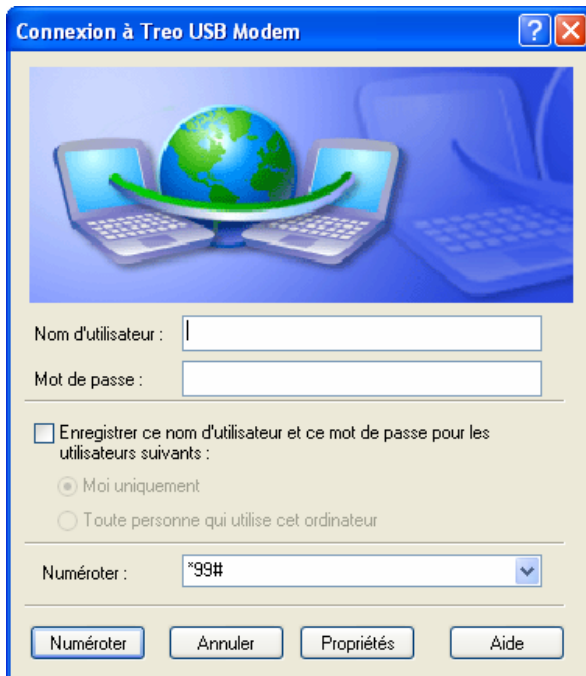 Connexion à Treo USB Modem
Nom d'utilisateur :
Mot de passe :
Enregistrer ce nom d'utilisateur et ce mot de passe pour les
utilisateurs suivants :
Moi uniquement
Toute personne qui utilise cet ordinateur
Numéroter : *99#
Numéroter Annuler Propriétés Aide